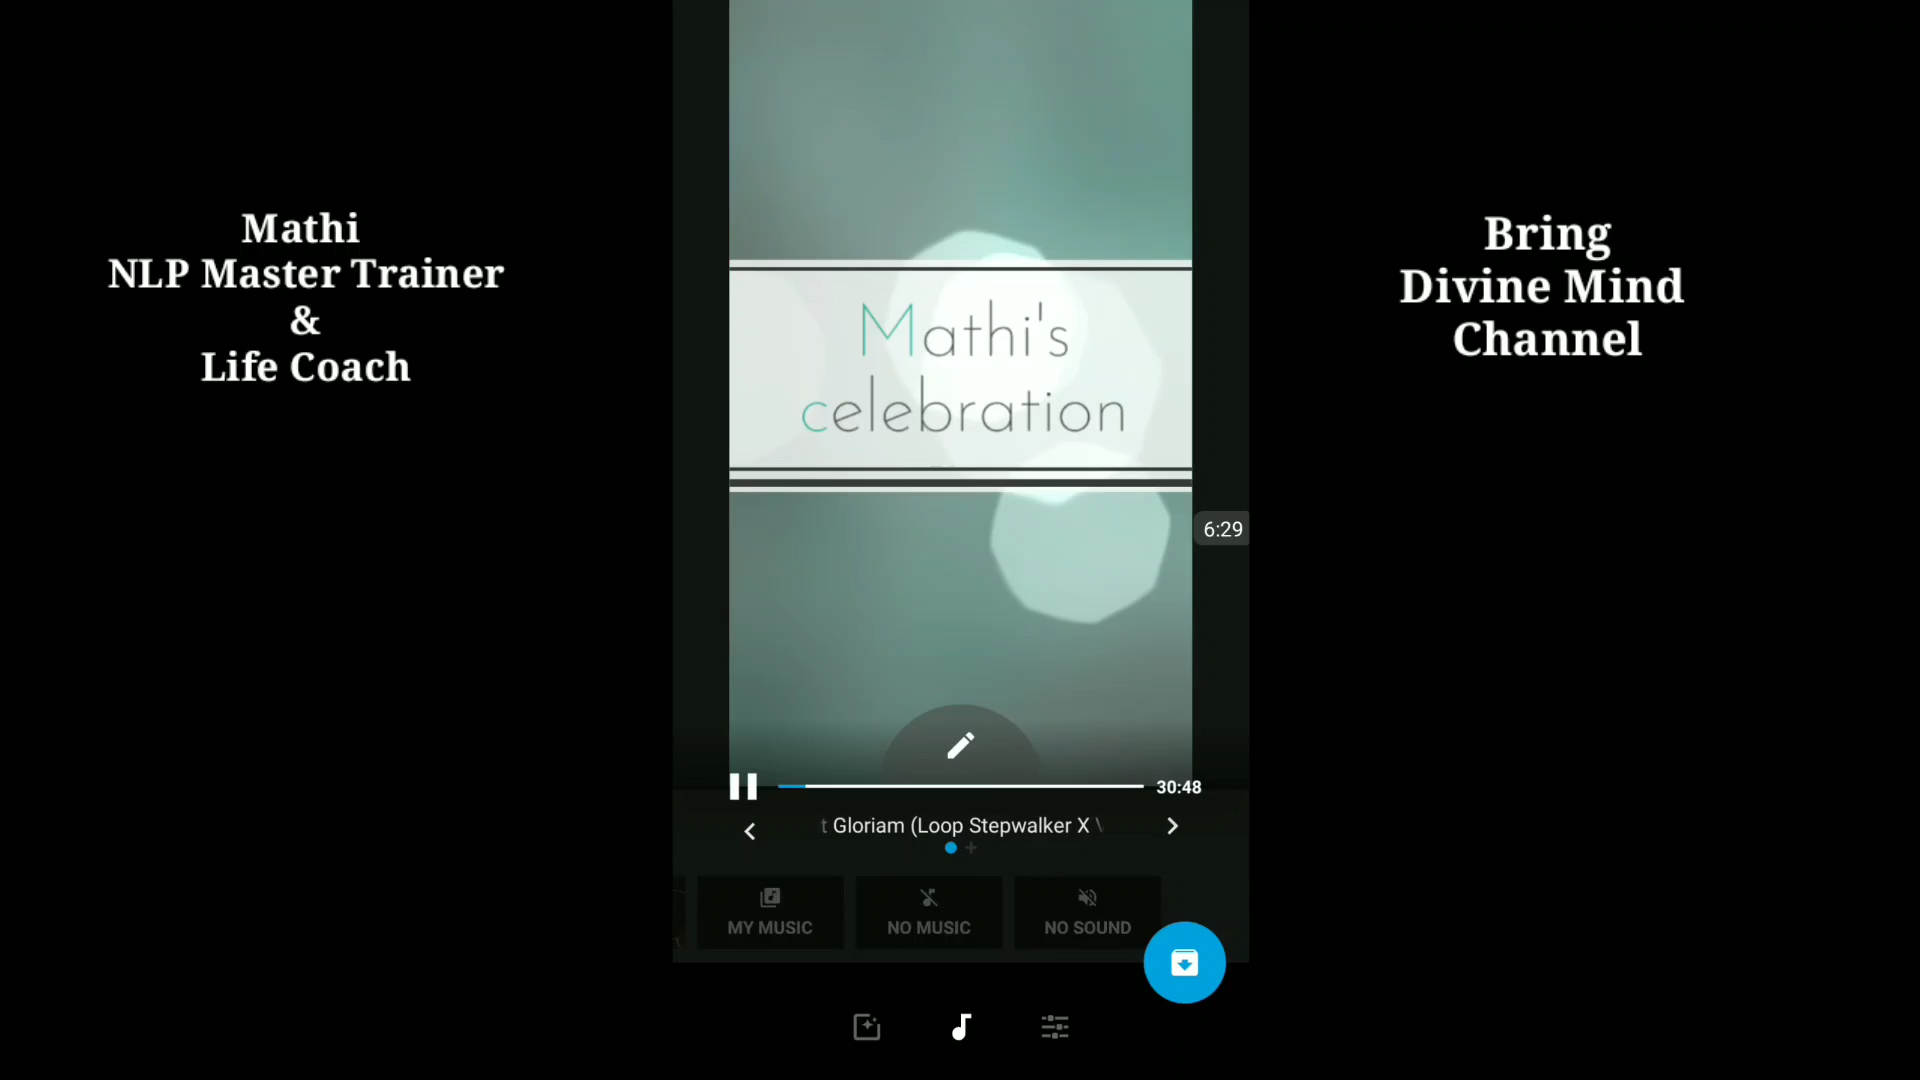 Mathi
NLP Master Trainer
&
Life Coach
Bring
Divine Mind
Channel
Mathi's
celebration
6:29
30:48
t Gloriam (Loop Stepwalker X
MY MUSIC
NO MUSIC
NO SOUND